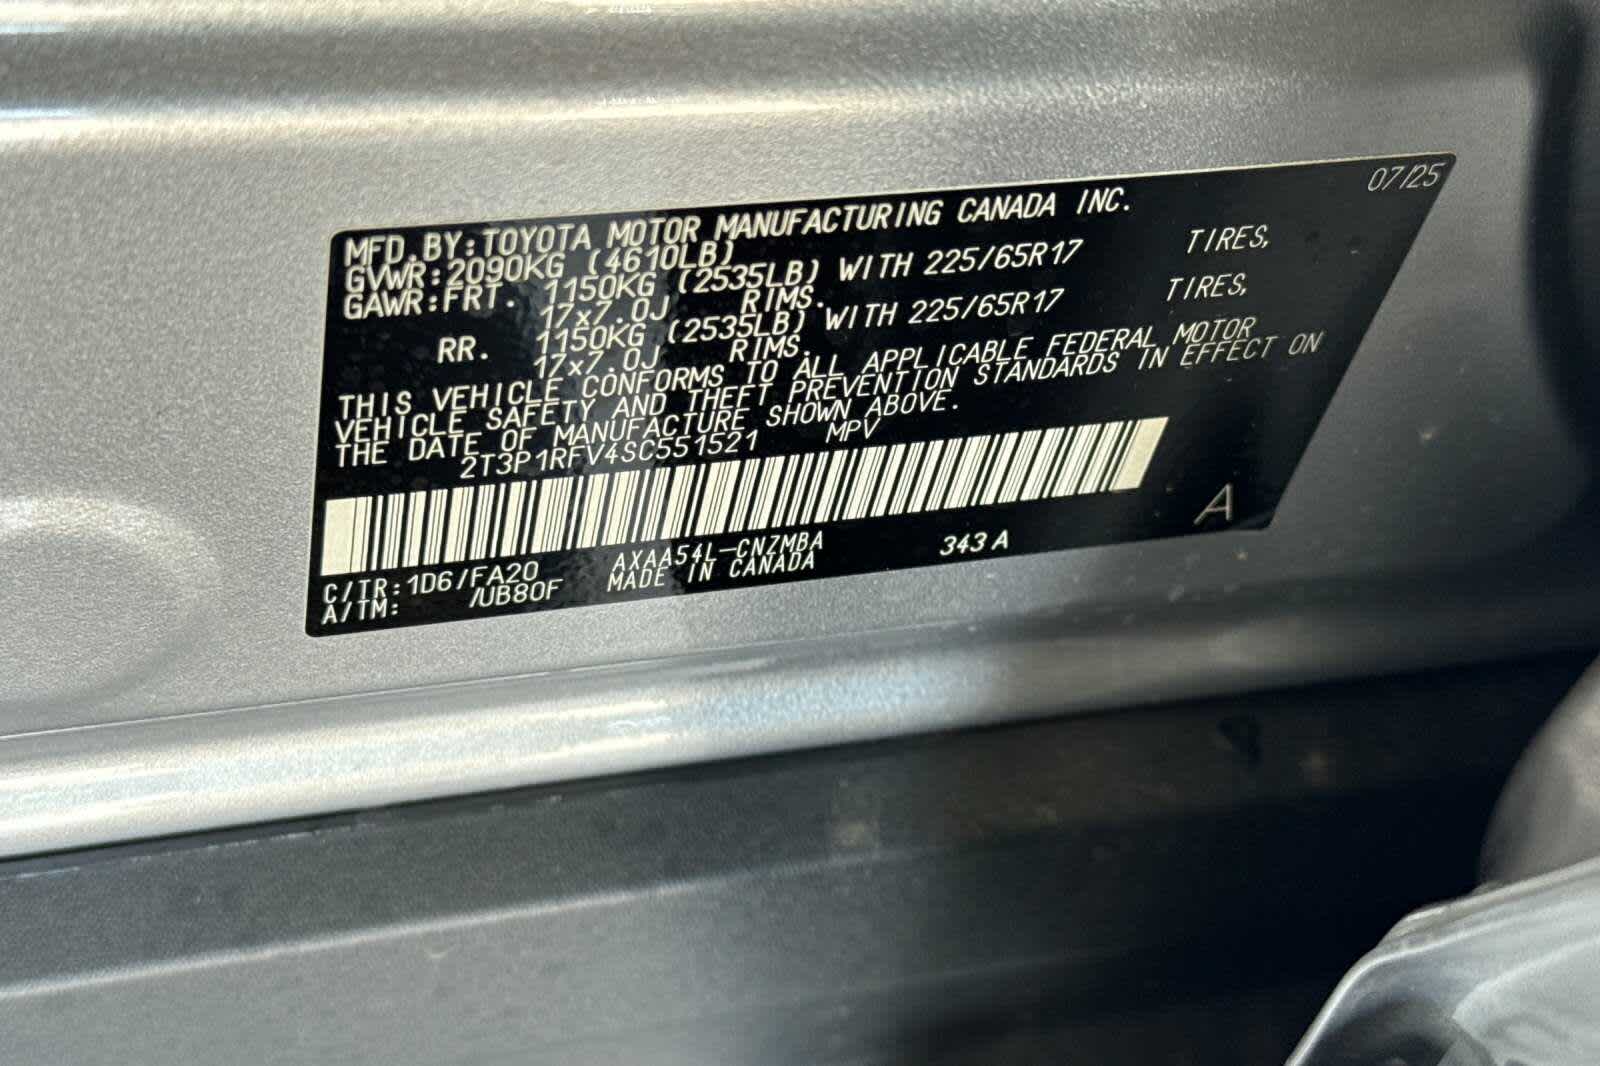 07/25
MFD.BY:TOYOTA MOTOR MANUFACTURING CANADA INC.
GVWR:2090KG (4610LB)
GAWR:FRT. 1150KG (2535LB) WITH 225/65R17 TIRES,
17x7.0J RIMS.
RR. 1150KG (2535LB) WITH 225/65R17 TIRES,
17x7.0J RIMS.
THIS VEHICLE CONFORMS TO ALL APPLICABLE FEDERAL MOTOR
VEHICLE SAFETY AND THEFT PREVENTION STANDARDS IN EFFECT ON
THE DATE OF MANUFACTURE SHOWN ABOVE.
2T3P1RFV4SC551521 MPV
A
C/TR:1D6/FA20 AXAA54L-CNZMBA 343A
A/TM: /UB80F MADE IN CANADA